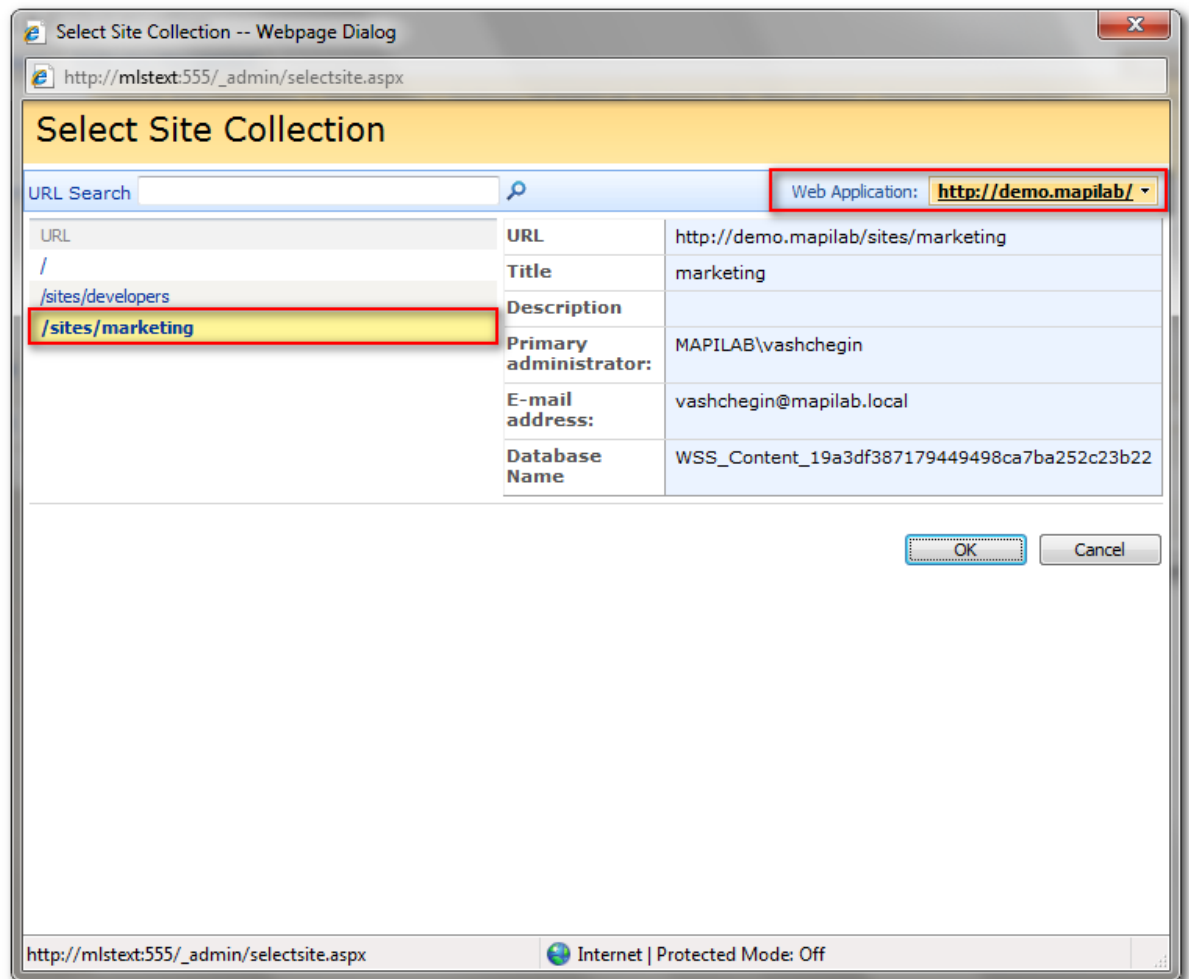 Select Site Collection -- Webpage Dialog
http://mlstext:555/_admin/selectsite.aspx
Select Site Collection
URL Search
Web Application: http://demo.mapilab/
URL
/
/sites/developers
/sites/marketing
URL http://demo.mapilab/sites/marketing
Title marketing
Description
Primary
administrator: MAPILAB\vashchegin
E-mail
address: vashchegin@mapilab.local
Database
Name WSS_Content_19a3df387179449498ca7ba252c23b22
OK Cancel
http://mlstext:555/_admin/selectsite.aspx Internet | Protected Mode: Off